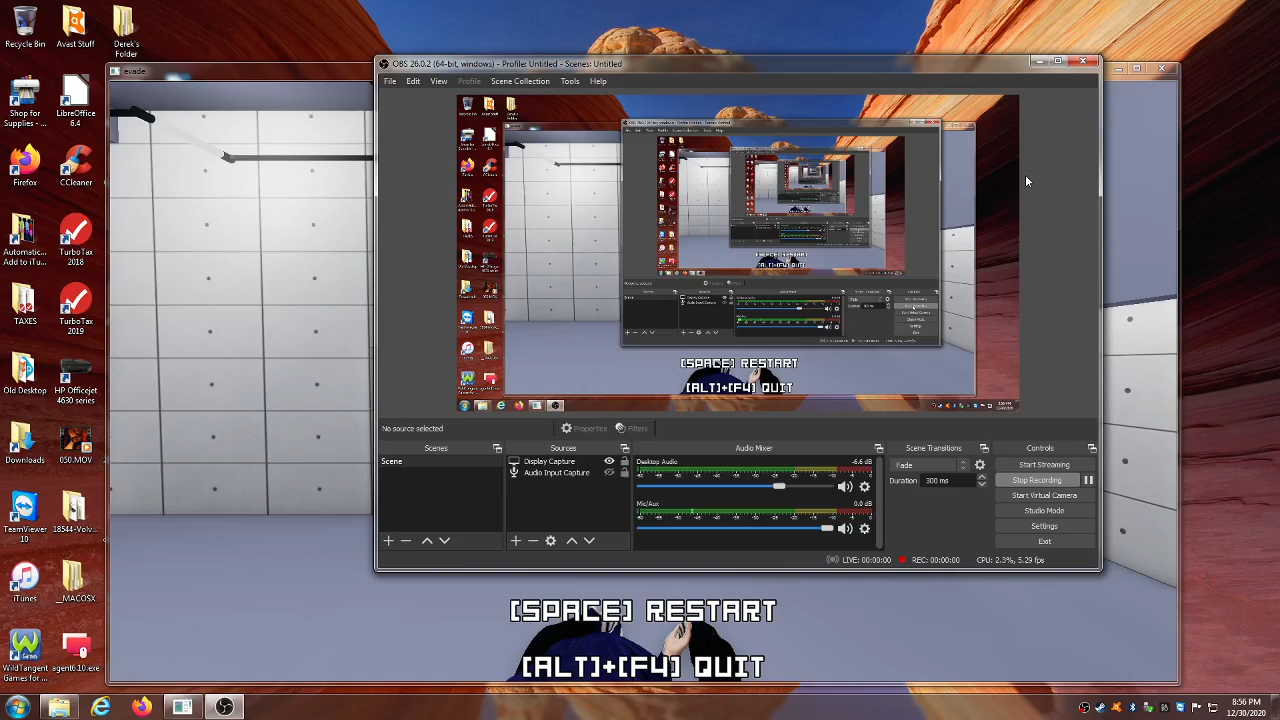 Recycle Bin
Avast Stuff
Derek's
Folder
evade
OBS 26.0.2 (64-bit, windows) - Profile: Untitled - Scenes: Untitled
File Edit View Profile Scene Collection Tools Help
Shop for
Supplies - ...
LibreOffice
6.4
Firefox
CCleaner
Automatic...
Add to iTu...
TurboTax
2018
TAXES
TurboTax
2019
Old Desktop
HP Officejet
4630 series
Downloads
050.MOV
TeamViewer
10
18544-Volv...
iTunes
__MACOSX
WildTangent
Games for ...
agent6.10.exe
[SPACE] RESTART
[ALT]+[F4] QUIT
No source selected
Properties
Filters
Scenes
Sources
Audio Mixer
Scene Transitions
Controls
Scene
Display Capture
Audio Input Capture
Desktop Audio
-6.6 dB
Mic/Aux
0.0 dB
Fade
Duration 300 ms
Start Streaming
Stop Recording
Start Virtual Camera
Studio Mode
Settings
Exit
LIVE: 00:00:00
REC: 00:00:00
CPU: 2.3%, 5.29 fps
[SPACE] RESTART
[ALT]+[F4] QUIT
8:56 PM
12/30/2020